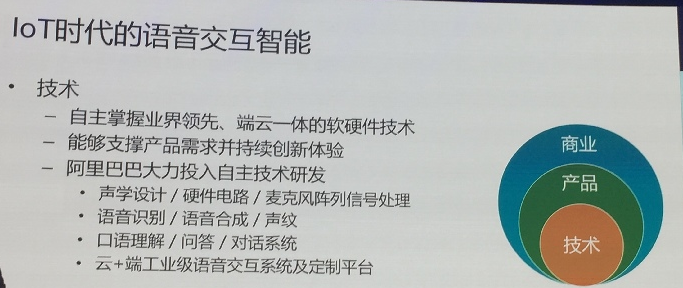 IoT时代的语音交互智能
• 技术
– 自主掌握业界领先、端云一体的软硬件技术
– 能够支撑产品需求并持续创新体验
– 阿里巴巴大力投入自主技术研发
• 声学设计 / 硬件电路 / 麦克风阵列信号处理
• 语音识别 / 语音合成 / 声纹
• 口语理解 / 问答 / 对话系统
• 云+端工业级语音交互系统及定制平台
商业
产品
技术